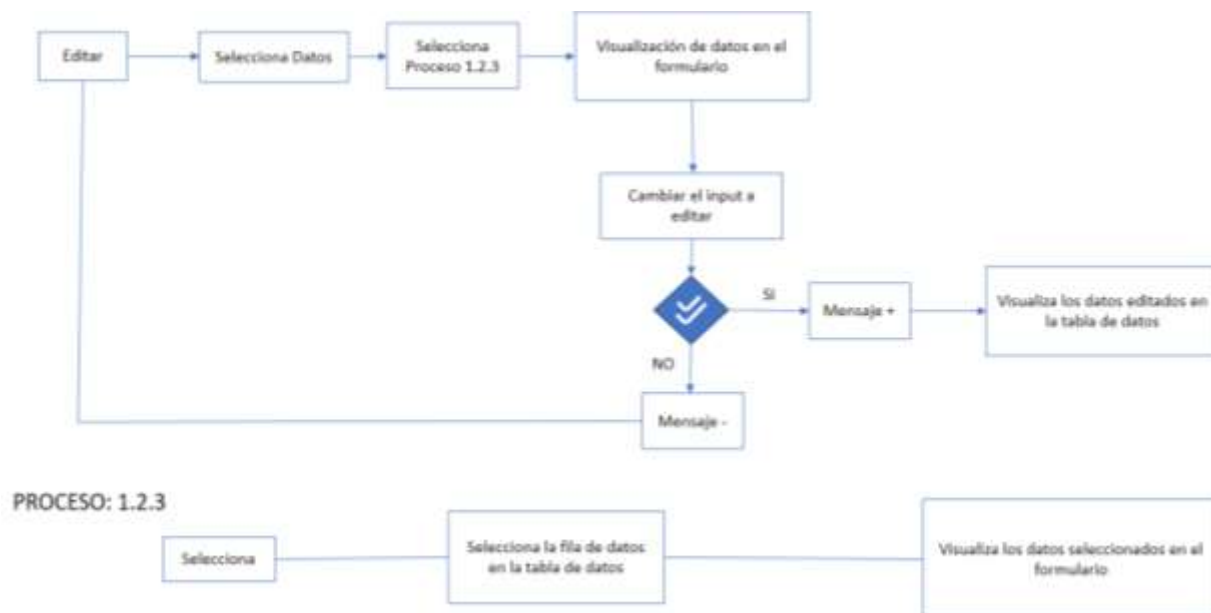 Editar
Selecciona Datos
Selecciona
Proceso 1.2.3
Visualización de datos en el
formulario
Cambiar el input a
editar
SI
Mensaje +
Visualiza los datos editados en
la tabla de datos
NO
Mensaje -
PROCESO: 1.2.3
Selecciona
Selecciona la fila de datos
en la tabla de datos
Visualiza los datos seleccionados en el
formulario